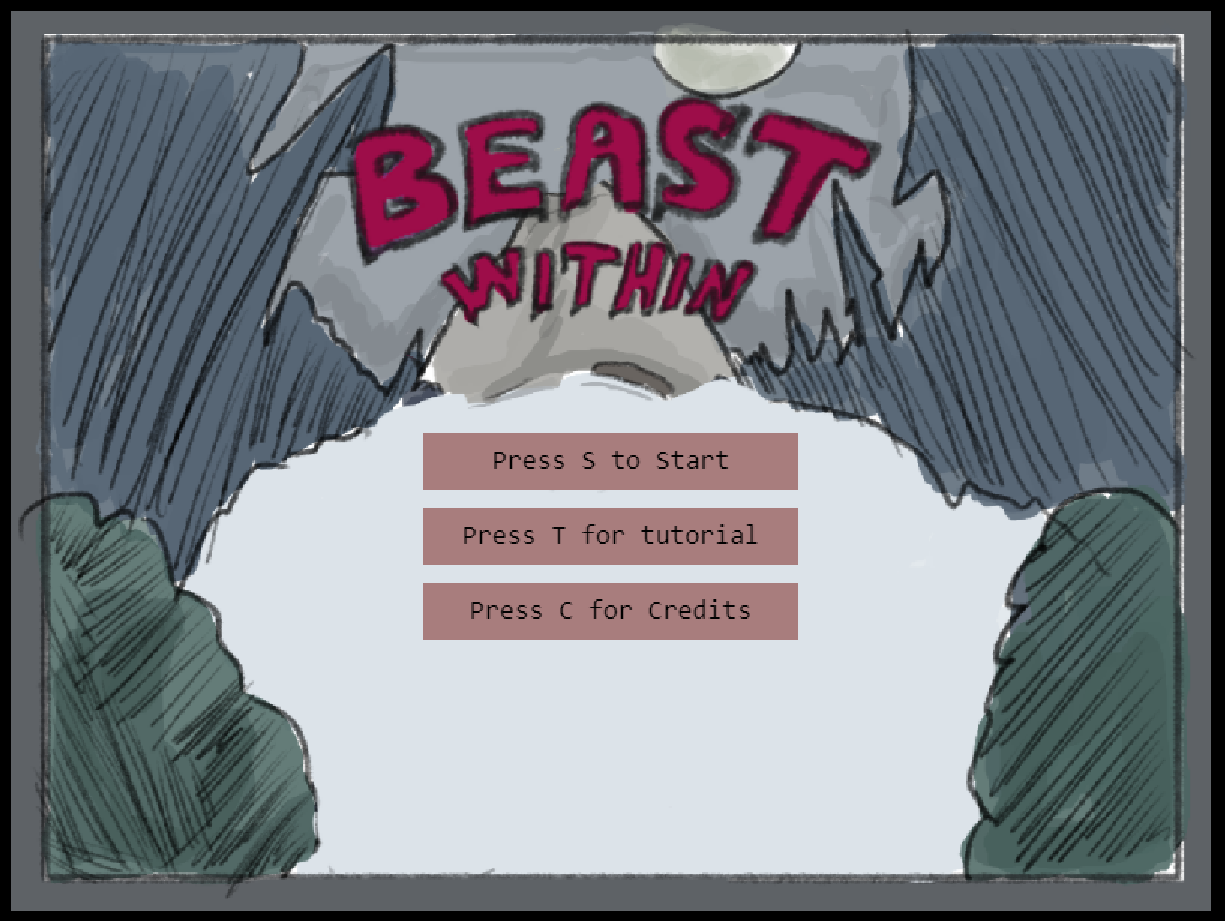 BEAST
WITHIN
Press S to Start
Press T for tutorial
Press C for Credits